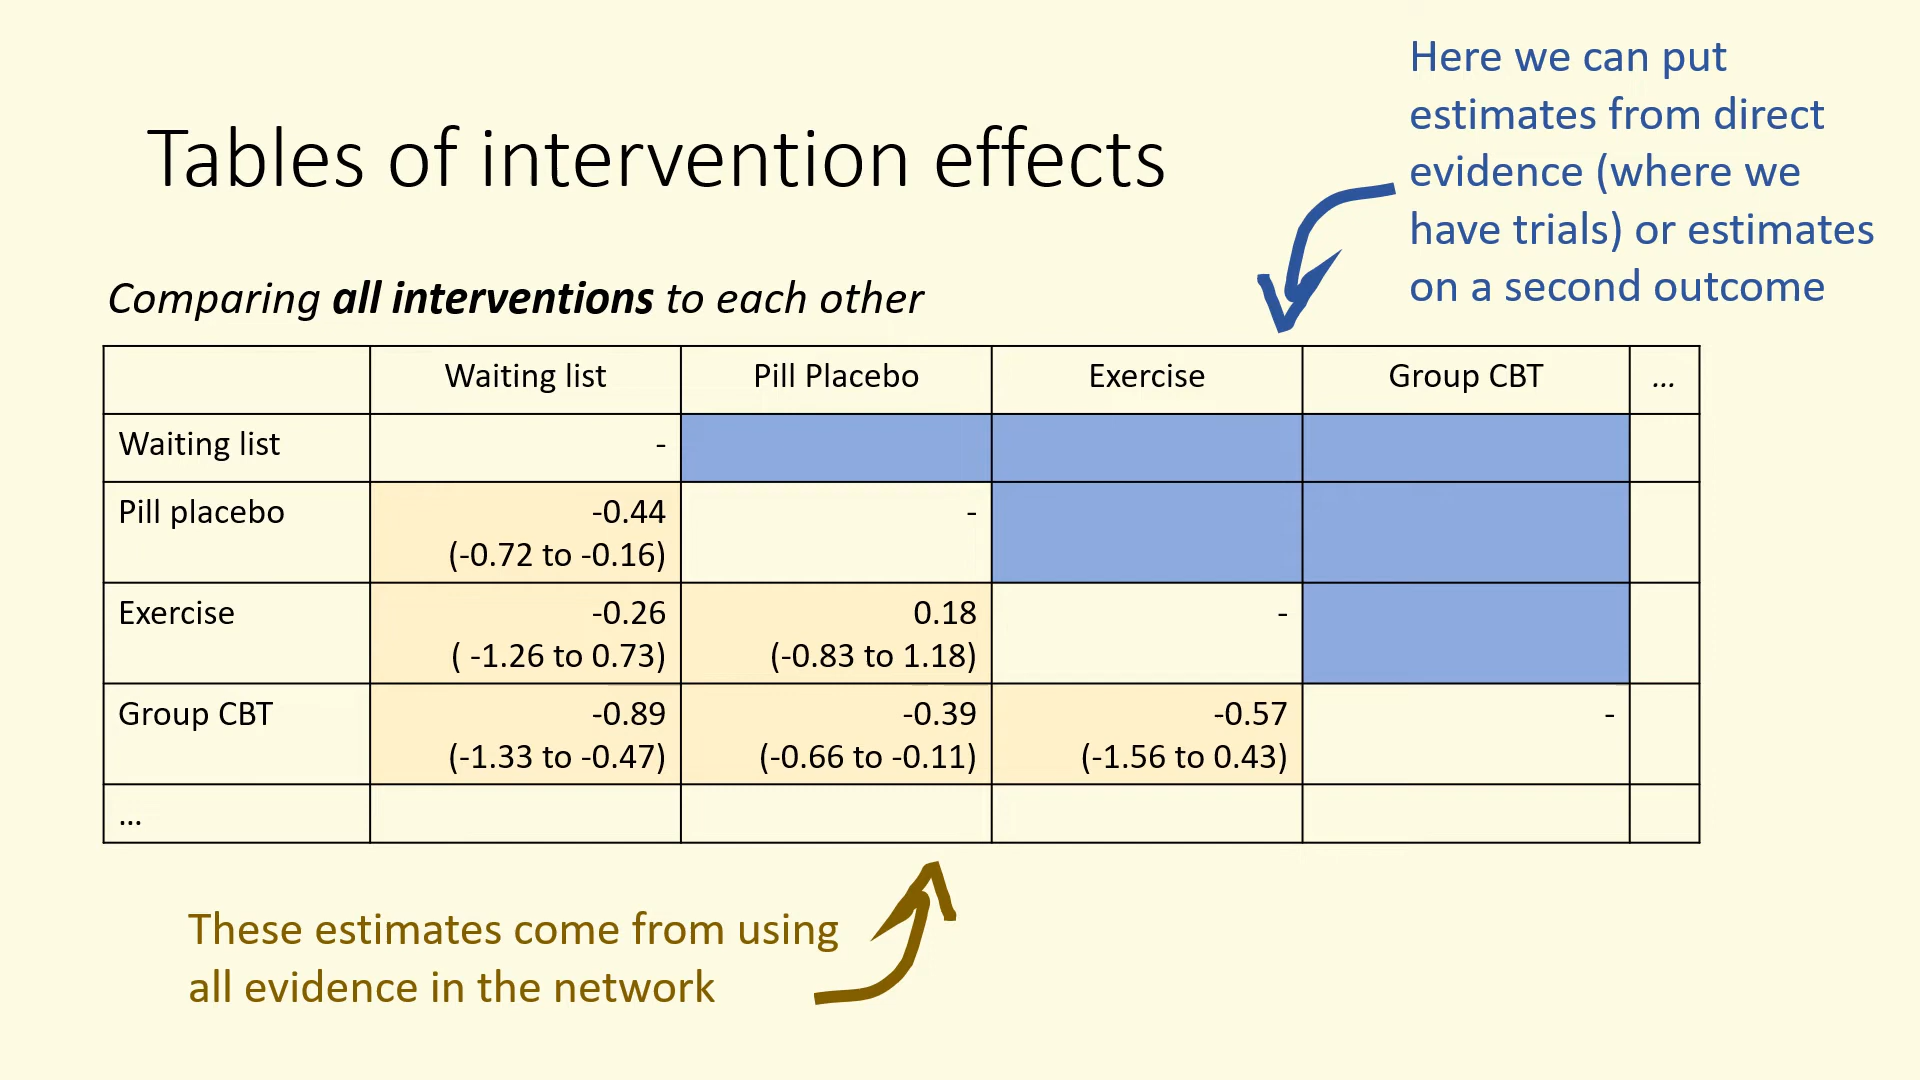 Here we can put
estimates from direct
evidence (where we
have trials) or estimates
on a second outcome
Tables of intervention effects
Comparing all interventions to each other
Waiting list Pill Placebo Exercise Group CBT ...
Waiting list -
Pill placebo -0.44 -
(-0.72 to -0.16)
Exercise -0.26 0.18 -
( -1.26 to 0.73) (-0.83 to 1.18)
Group CBT -0.89 -0.39 -0.57 -
(-1.33 to -0.47) (-0.66 to -0.11) (-1.56 to 0.43)
...
These estimates come from using
all evidence in the network